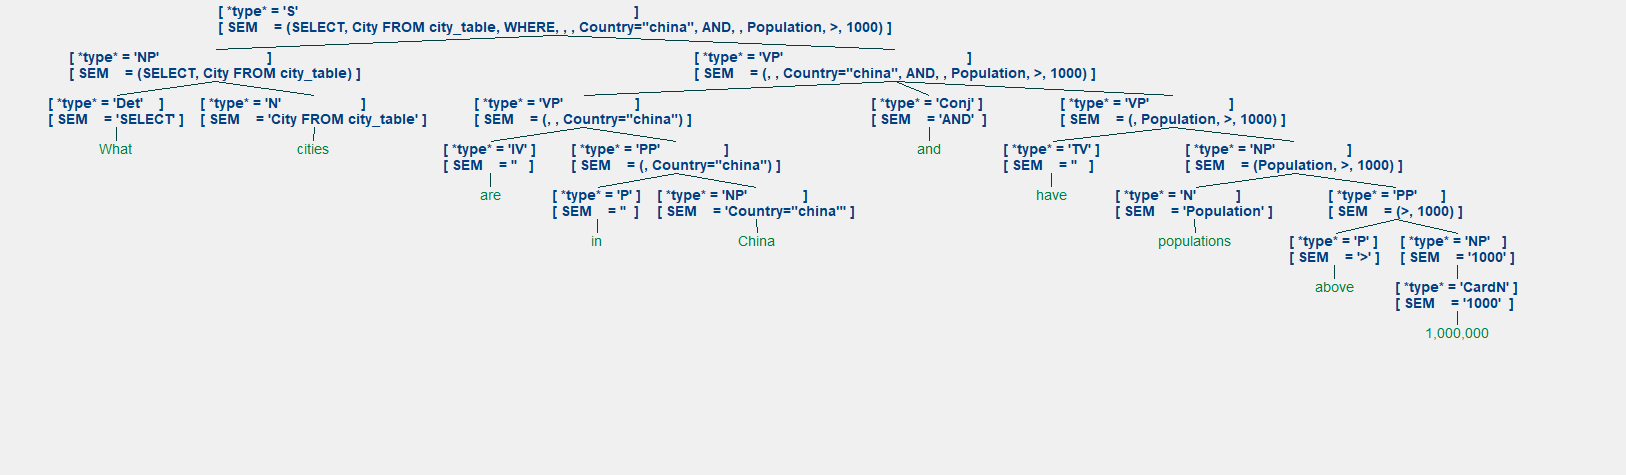 [ *type* = 'S' ]
[ SEM = (SELECT, City FROM city_table, WHERE, , , Country="china", AND, , Population, >, 1000) ]
[ *type* = 'NP' ] [ *type* = 'VP' ]
[ SEM = (SELECT, City FROM city_table) ] [ SEM = (, , Country="china", AND, , Population, >, 1000) ]
[ *type* = 'Det' ] [ *type* = 'N' ] [ *type* = 'VP' ] [ *type* = 'Conj' ] [ *type* = 'VP' ]
[ SEM = 'SELECT' ] [ SEM = 'City FROM city_table' ] [ SEM = (, , Country="china") ] [ SEM = 'AND' ] [ SEM = (, Population, >, 1000) ]
What cities [ *type* = 'IV' ] [ *type* = 'PP' ] and [ *type* = 'TV' ] [ *type* = 'NP' ]
[ SEM = '' ] [ SEM = (, Country="china") ] [ SEM = '' ] [ SEM = (Population, >, 1000) ]
are [ *type* = 'P' ] [ *type* = 'NP' ] have [ *type* = 'N' ] [ *type* = 'PP' ]
[ SEM = '' ] [ SEM = 'Country="china"' ] [ SEM = 'Population' ] [ SEM = (>, 1000) ]
in China populations [ *type* = 'P' ] [ *type* = 'NP' ]
[ SEM = '>' ] [ SEM = '1000' ]
above [ *type* = 'CardN' ]
[ SEM = '1000' ]
1,000,000